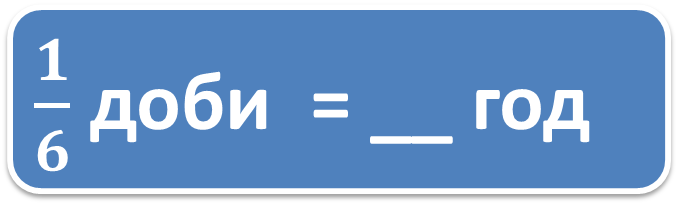 1/6 доби = __ год